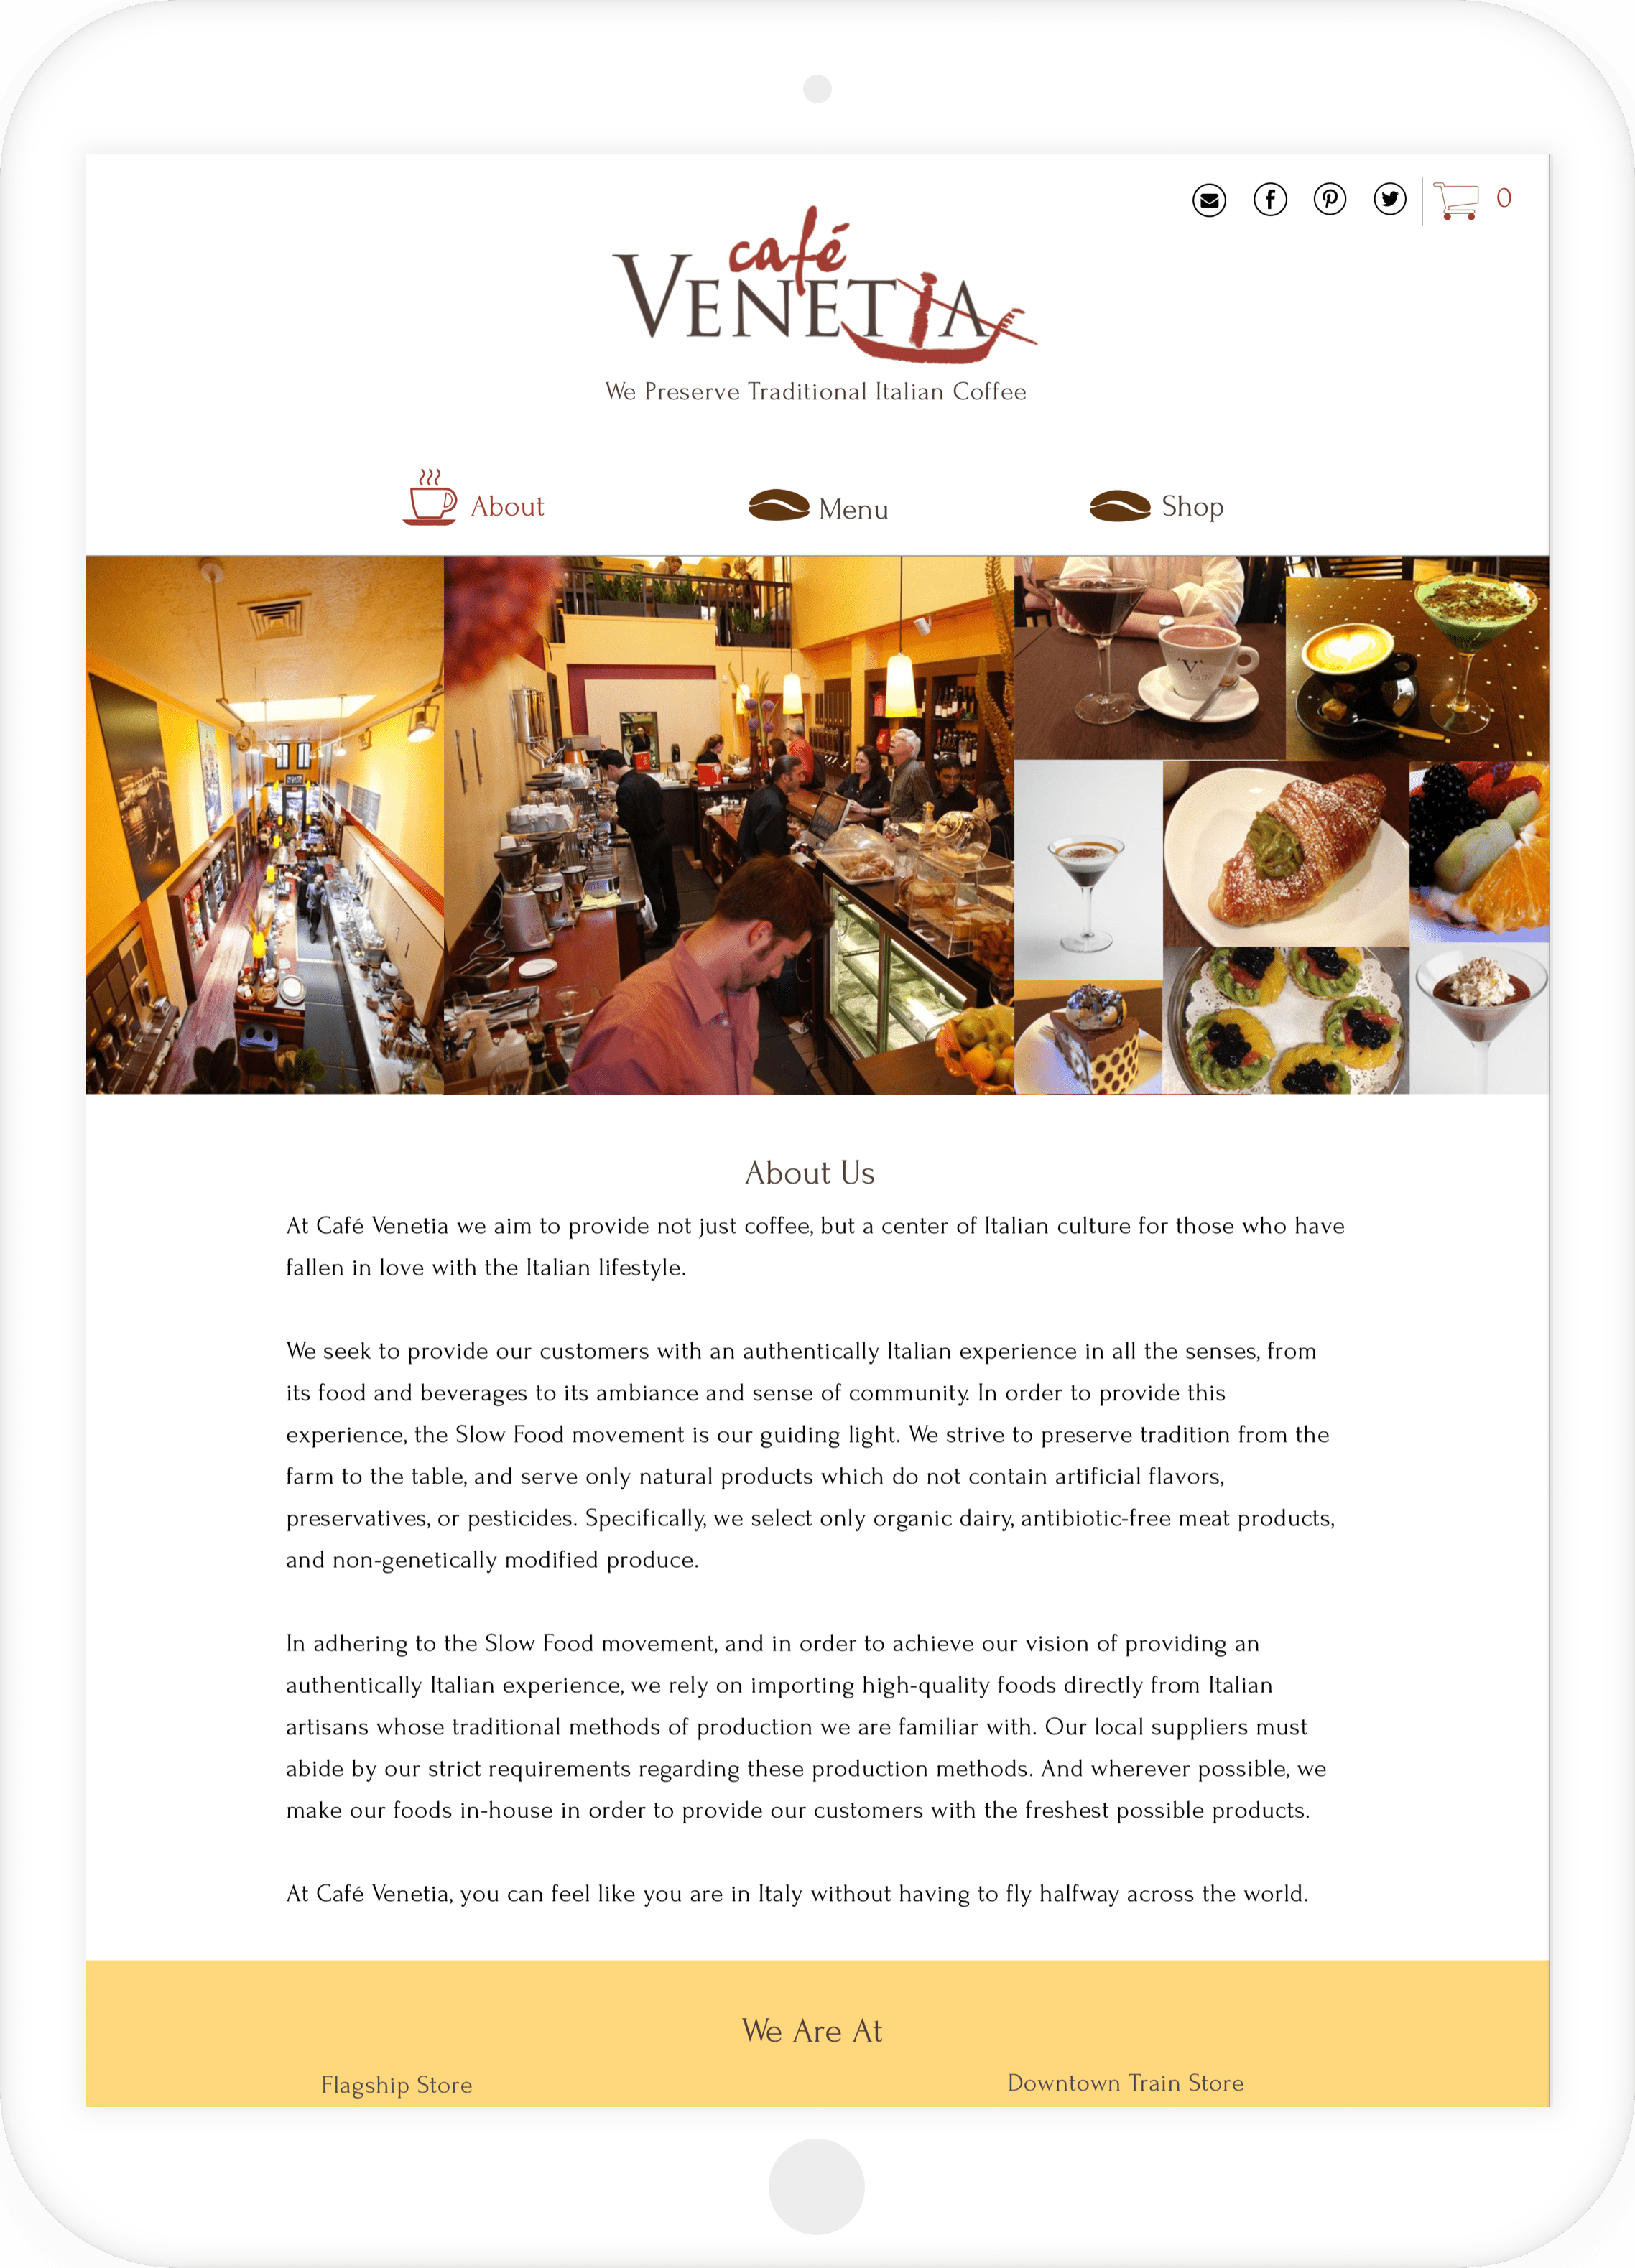 0
café
VENETIA
We Preserve Traditional Italian Coffee
About
Menu
Shop
'V'
Caffè
About Us
At Café Venetia we aim to provide not just coffee, but a center of Italian culture for those who have
fallen in love with the Italian lifestyle.
We seek to provide our customers with an authentically Italian experience in all the senses, from
its food and beverages to its ambiance and sense of community. In order to provide this
experience, the Slow Food movement is our guiding light. We strive to preserve tradition from the
farm to the table, and serve only natural products which do not contain artificial flavors,
preservatives, or pesticides. Specifically, we select only organic dairy, antibiotic-free meat products,
and non-genetically modified produce.
In adhering to the Slow Food movement, and in order to achieve our vision of providing an
authentically Italian experience, we rely on importing high-quality foods directly from Italian
artisans whose traditional methods of production we are familiar with. Our local suppliers must
abide by our strict requirements regarding these production methods. And wherever possible, we
make our foods in-house in order to provide our customers with the freshest possible products.
At Café Venetia, you can feel like you are in Italy without having to fly halfway across the world.
We Are At
Flagship Store
Downtown Train Store